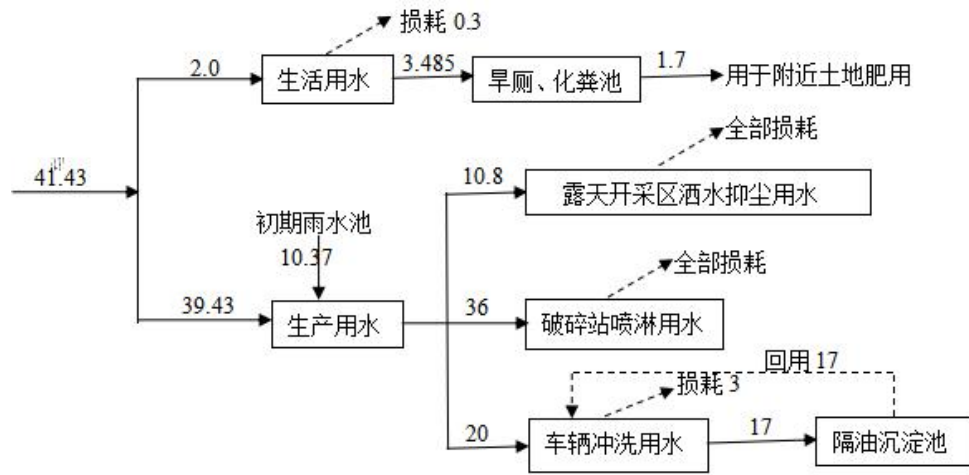 损耗 0.3
2.0
生活用水
3.485
旱厕、化粪池
1.7
用于附近土地肥用
全部损耗
41.43
10.8
露天开采区洒水抑尘用水
初期雨水池
10.37
全部损耗
39.43
生产用水
36
破碎站喷淋用水
回用 17
损耗 3
20
车辆冲洗用水
17
隔油沉淀池